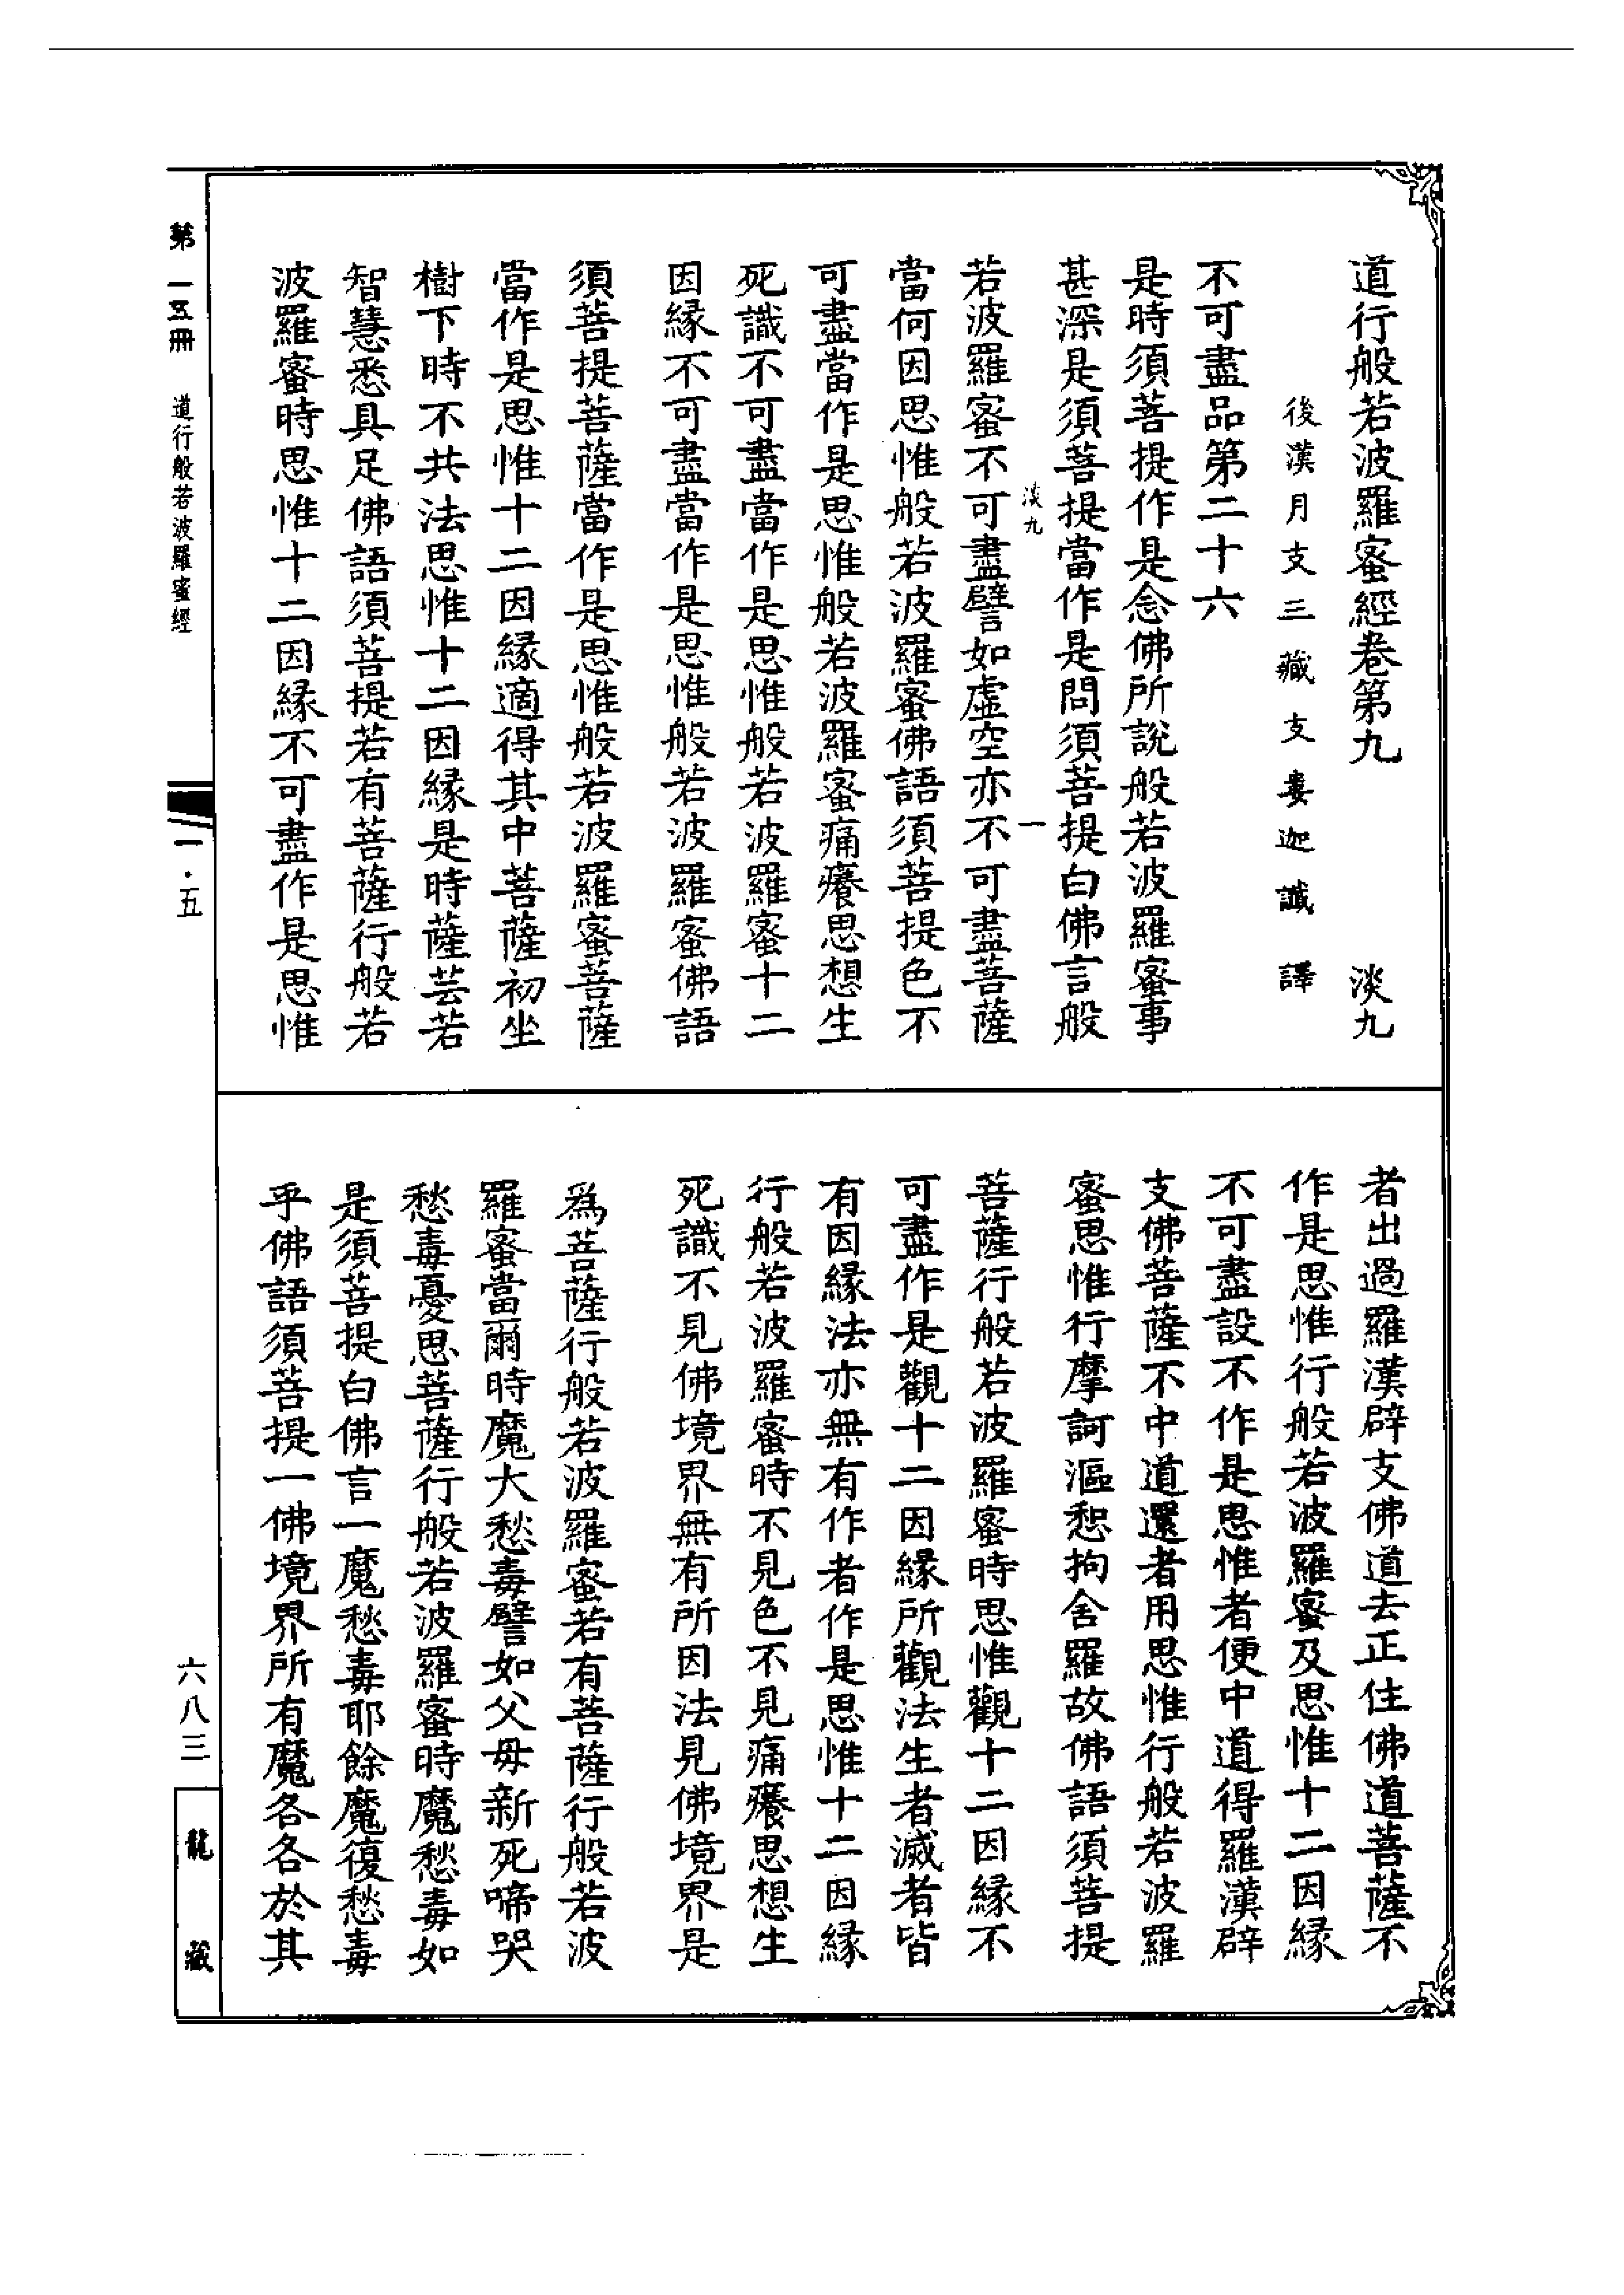 道行般若波羅蜜經卷第九　淡九
後漢月支三藏支婁迦讖譯
不可盡品第二十六
是時須菩提作是念佛所說般若波羅蜜事
甚深是須菩提當作是問須菩提白佛言般
淡九　一
若波羅蜜不可盡譬如虛空亦不可盡菩薩
當何因思惟般若波羅蜜佛語須菩提色不
可盡當作是思惟般若波羅蜜痛癢思想生
死識不可盡當作是思惟般若波羅蜜十二
因緣不可盡當作是思惟般若波羅蜜佛語
須菩提菩薩當作是思惟般若波羅蜜菩薩
當作是思惟十二因緣適得其中菩薩初坐
樹下時不共法思惟十二因緣是時薩芸若
智慧悉具足佛語須菩提若有菩薩行般若
波羅蜜時思惟十二因緣不可盡作是思惟
者出過羅漢辟支佛道去正住佛道菩薩不
作是思惟行般若波羅蜜及思惟十二因緣
不可盡設不作是思惟者便中道得羅漢辟
支佛菩薩不中道還者用思惟行般若波羅
蜜思惟行摩訶漚惒拘舍羅故佛語須菩提
菩薩行般若波羅蜜時思惟觀十二因緣不
可盡作是觀十二因緣所觀法生者滅者皆
有因緣法亦無有作者作是思惟十二因緣
行般若波羅蜜時不見色不見痛癢思想生
死識不見佛境界無有所因法見佛境界是
爲菩薩行般若波羅蜜若有菩薩行般若波
羅蜜當爾時魔大愁毒譬如父母新死啼哭
愁毒憂思菩薩行般若波羅蜜時魔愁毒如
是須菩提白佛言一魔愁毒耶餘魔復愁毒
乎佛語須菩提一佛境界所有魔各各於其
第一五冊　道行般若波羅蜜經
一·五
六八三
龍藏